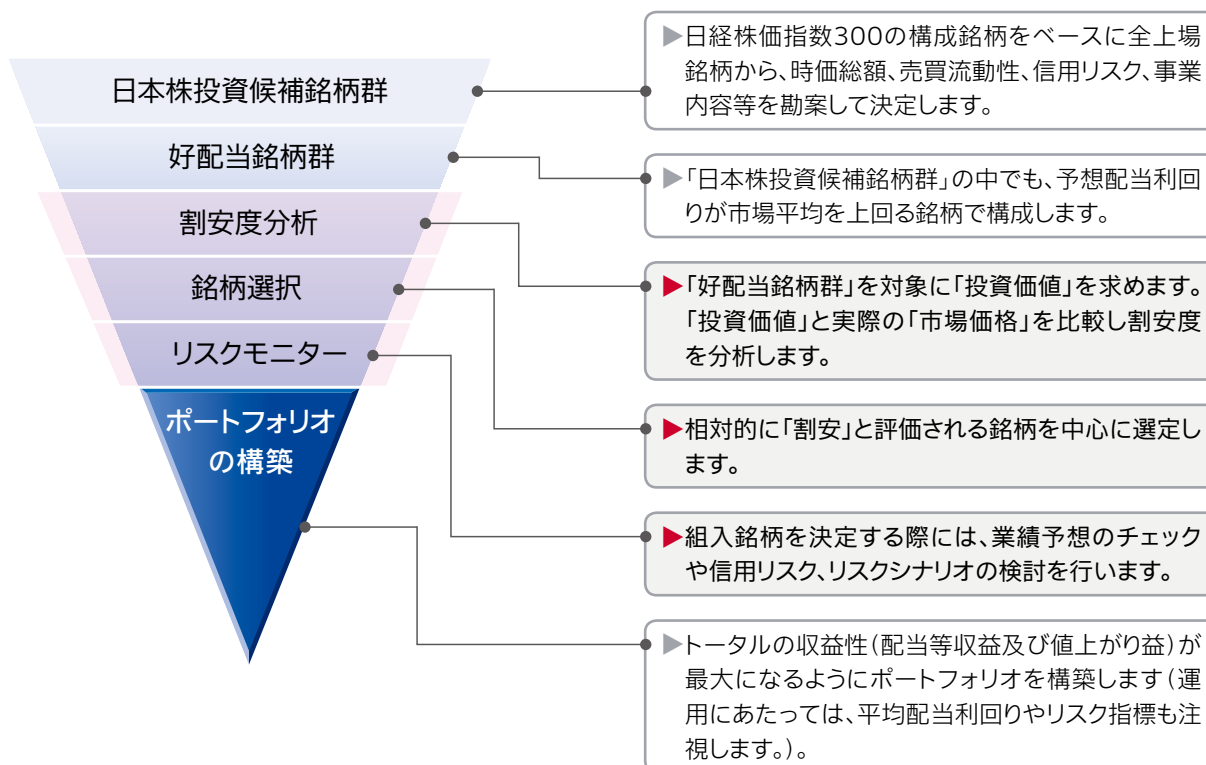 日本株投資候補銘柄群
好配当銘柄群
割安度分析
銘柄選択
リスクモニター
ポートフォリオ
の構築
▶日経株価指数300の構成銘柄をベースに全上場
銘柄から、時価総額、売買流動性、信用リスク、事業
内容等を勘案して決定します。
▶「日本株投資候補銘柄群」の中でも、予想配当利回
りが市場平均を上回る銘柄で構成します。
▶「好配当銘柄群」を対象に「投資価値」を求めます。
「投資価値」と実際の「市場価格」を比較し割安度
を分析します。
▶相対的に「割安」と評価される銘柄を中心に選定し
ます。
▶組入銘柄を決定する際には、業績予想のチェック
や信用リスク、リスクシナリオの検討を行います。
▶トータルの収益性(配当等収益及び値上がり益)が
最大になるようにポートフォリオを構築します(運
用にあたっては、平均配当利回りやリスク指標も注
視します。)。